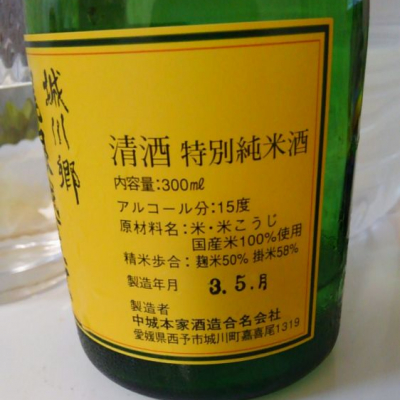 城川郷
清酒 特別純米酒
内容量:300㎖
アルコール分:15度
原材料名:米・米こうじ
国産米100%使用
精米歩合:麹米50% 掛米58%
製造年月 3.5.月
製造者
中城本家酒造合名会社
愛媛県西予市城川町嘉喜尾1319